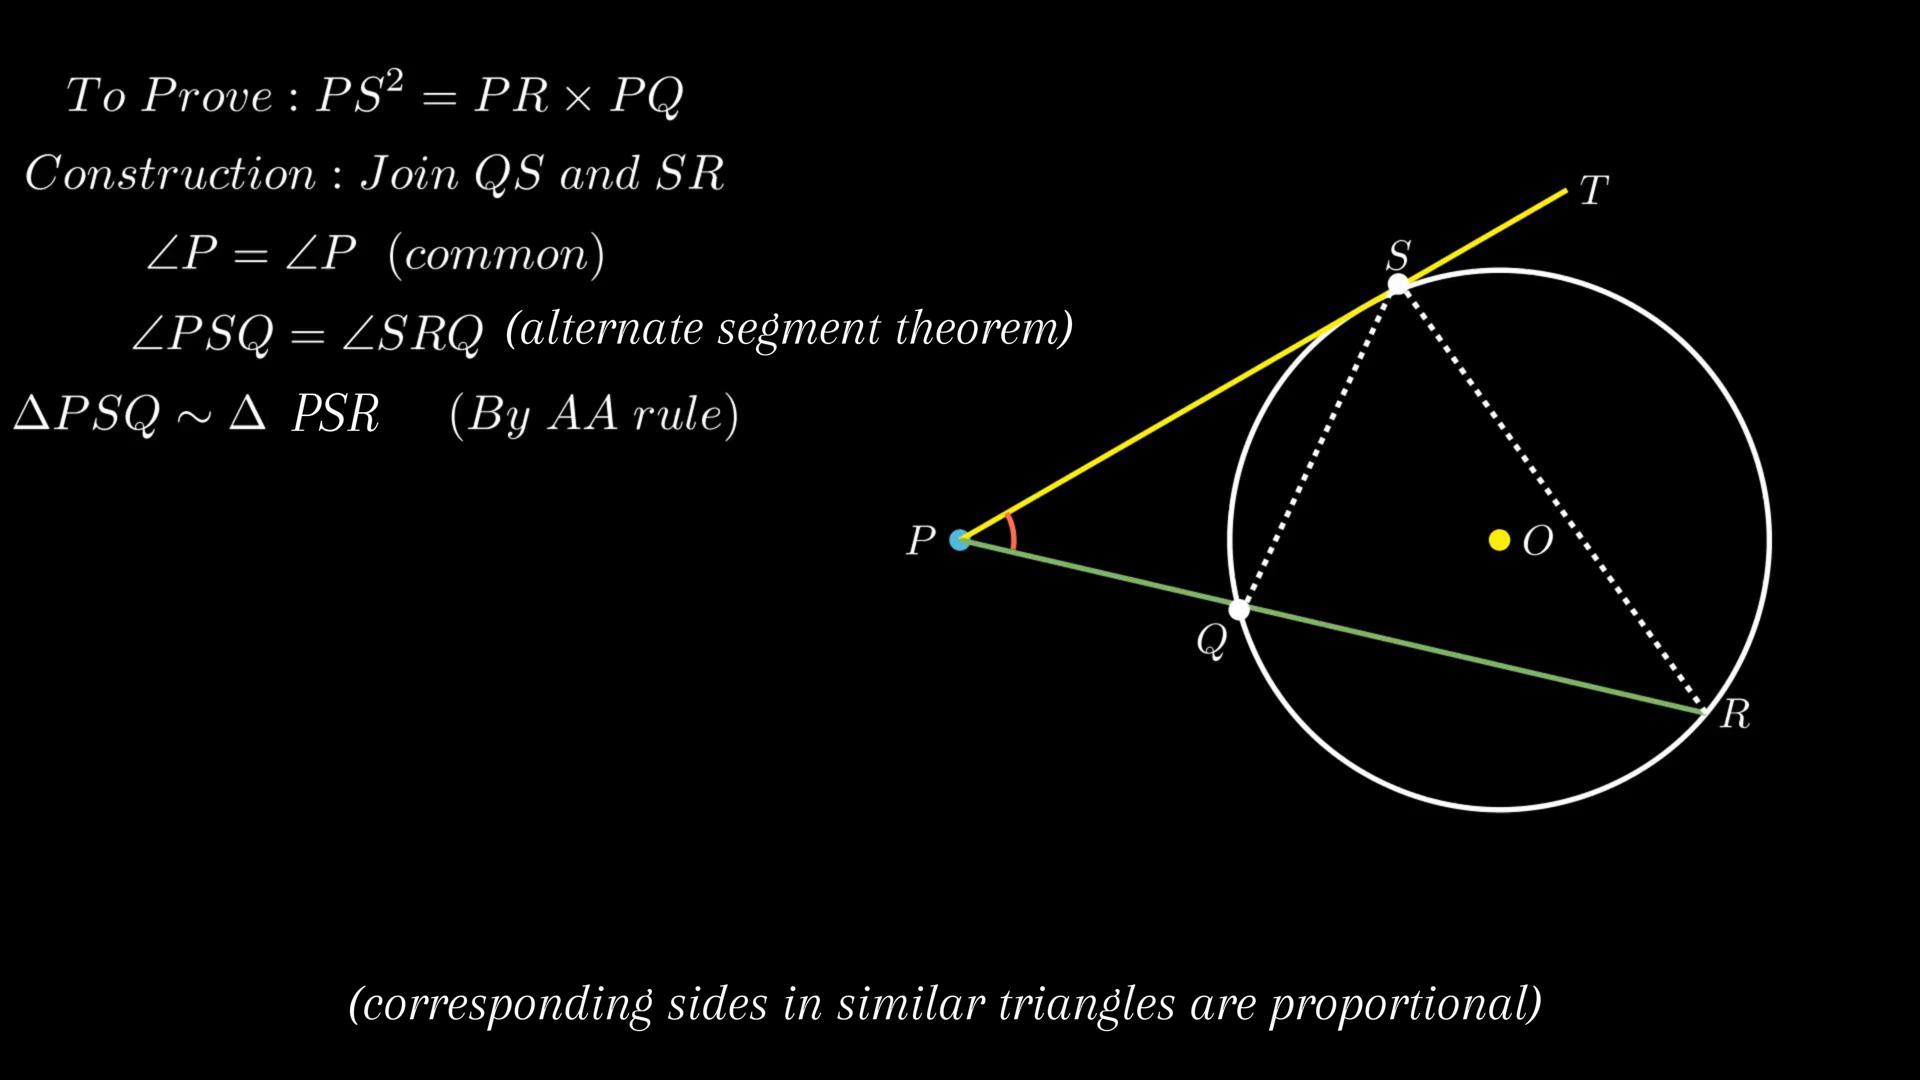 To Prove : PS² = PR × PQ
Construction : Join QS and SR
∠P = ∠P (common)
∠PSQ = ∠SRQ (alternate segment theorem)
ΔPSQ ~ Δ PSR (By AA rule)
T
S
P
O
Q
R
(corresponding sides in similar triangles are proportional)